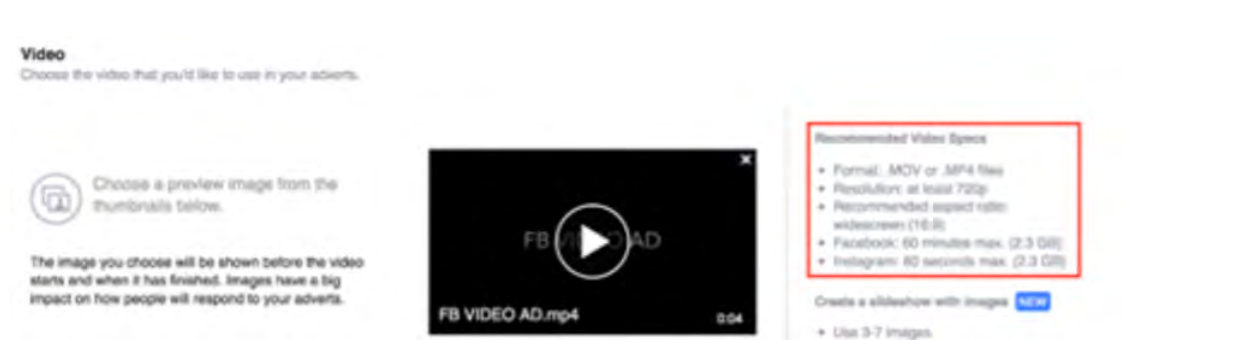 Video
Choose the video that you'd like to use in your adverts.
Choose a preview image from the
thumbnails below.
The image you choose will be shown before the video
starts and when it has finished. Images have a big
impact on how people will respond to your adverts.
FB VIDEO AD
FB VIDEO AD.mp4
0:04
Recommended Video Specs
• Format: .MOV or .MP4 files
• Resolution: at least 720p
• Recommended aspect ratio:
widescreen (16:9)
• Facebook: 60 minutes max. (2.3 GB)
• Instagram: 60 seconds max. (2.3 GB)
Create a slideshow with images NEW
• Use 3-7 images